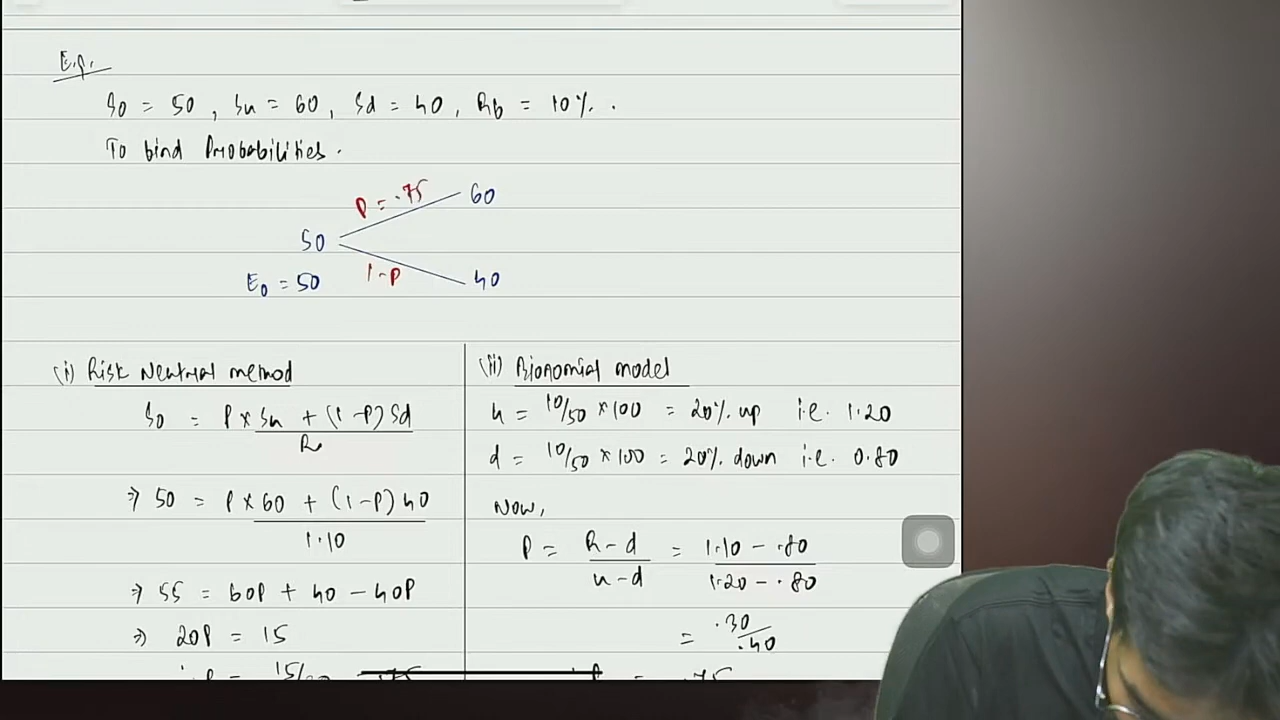 E.g.
S0 = 50, Su = 60, Sd = 40, Rf = 10%.
To find Probabilities.
P = .75
60
50
1-P
E0 = 50
40
(i) Risk Neutral method
S0 = P × Su + (1-P) Sd
R
⇒ 50 = P × 60 + (1-P) 40
1.10
⇒ 55 = 60P + 40 - 40P
⇒ 20P = 15
(ii) Bionomial model
u = 10/50 × 100 = 20% up i.e. 1.20
d = 10/50 × 100 = 20% down i.e. 0.80
Now,
P = R-d = 1.10 - .80
u-d 1.20 - .80
= .30/.40